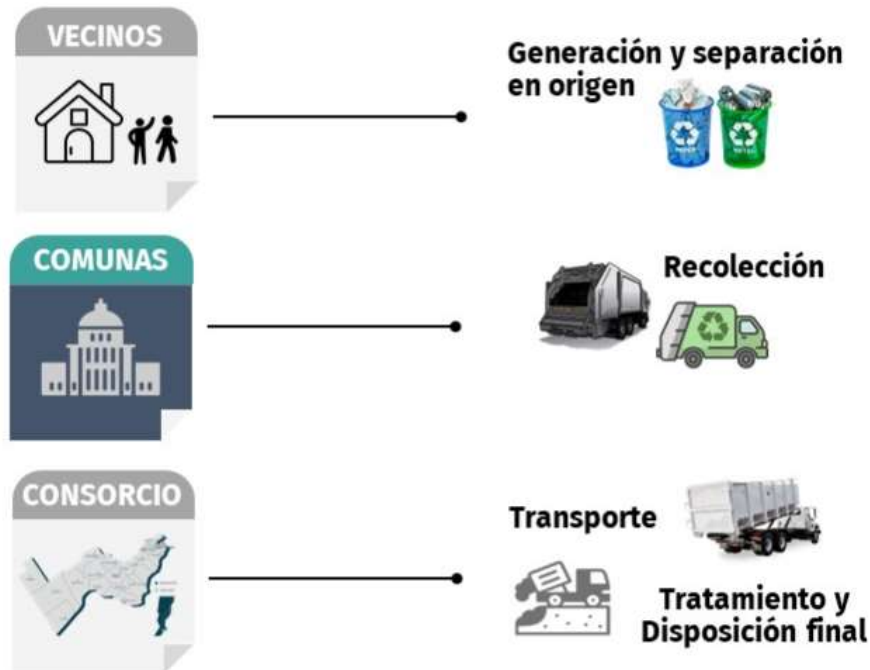 VECINOS
Generación y separación
en origen
COMUNAS
Recolección
CONSORCIO
Transporte
Tratamiento y
Disposición final